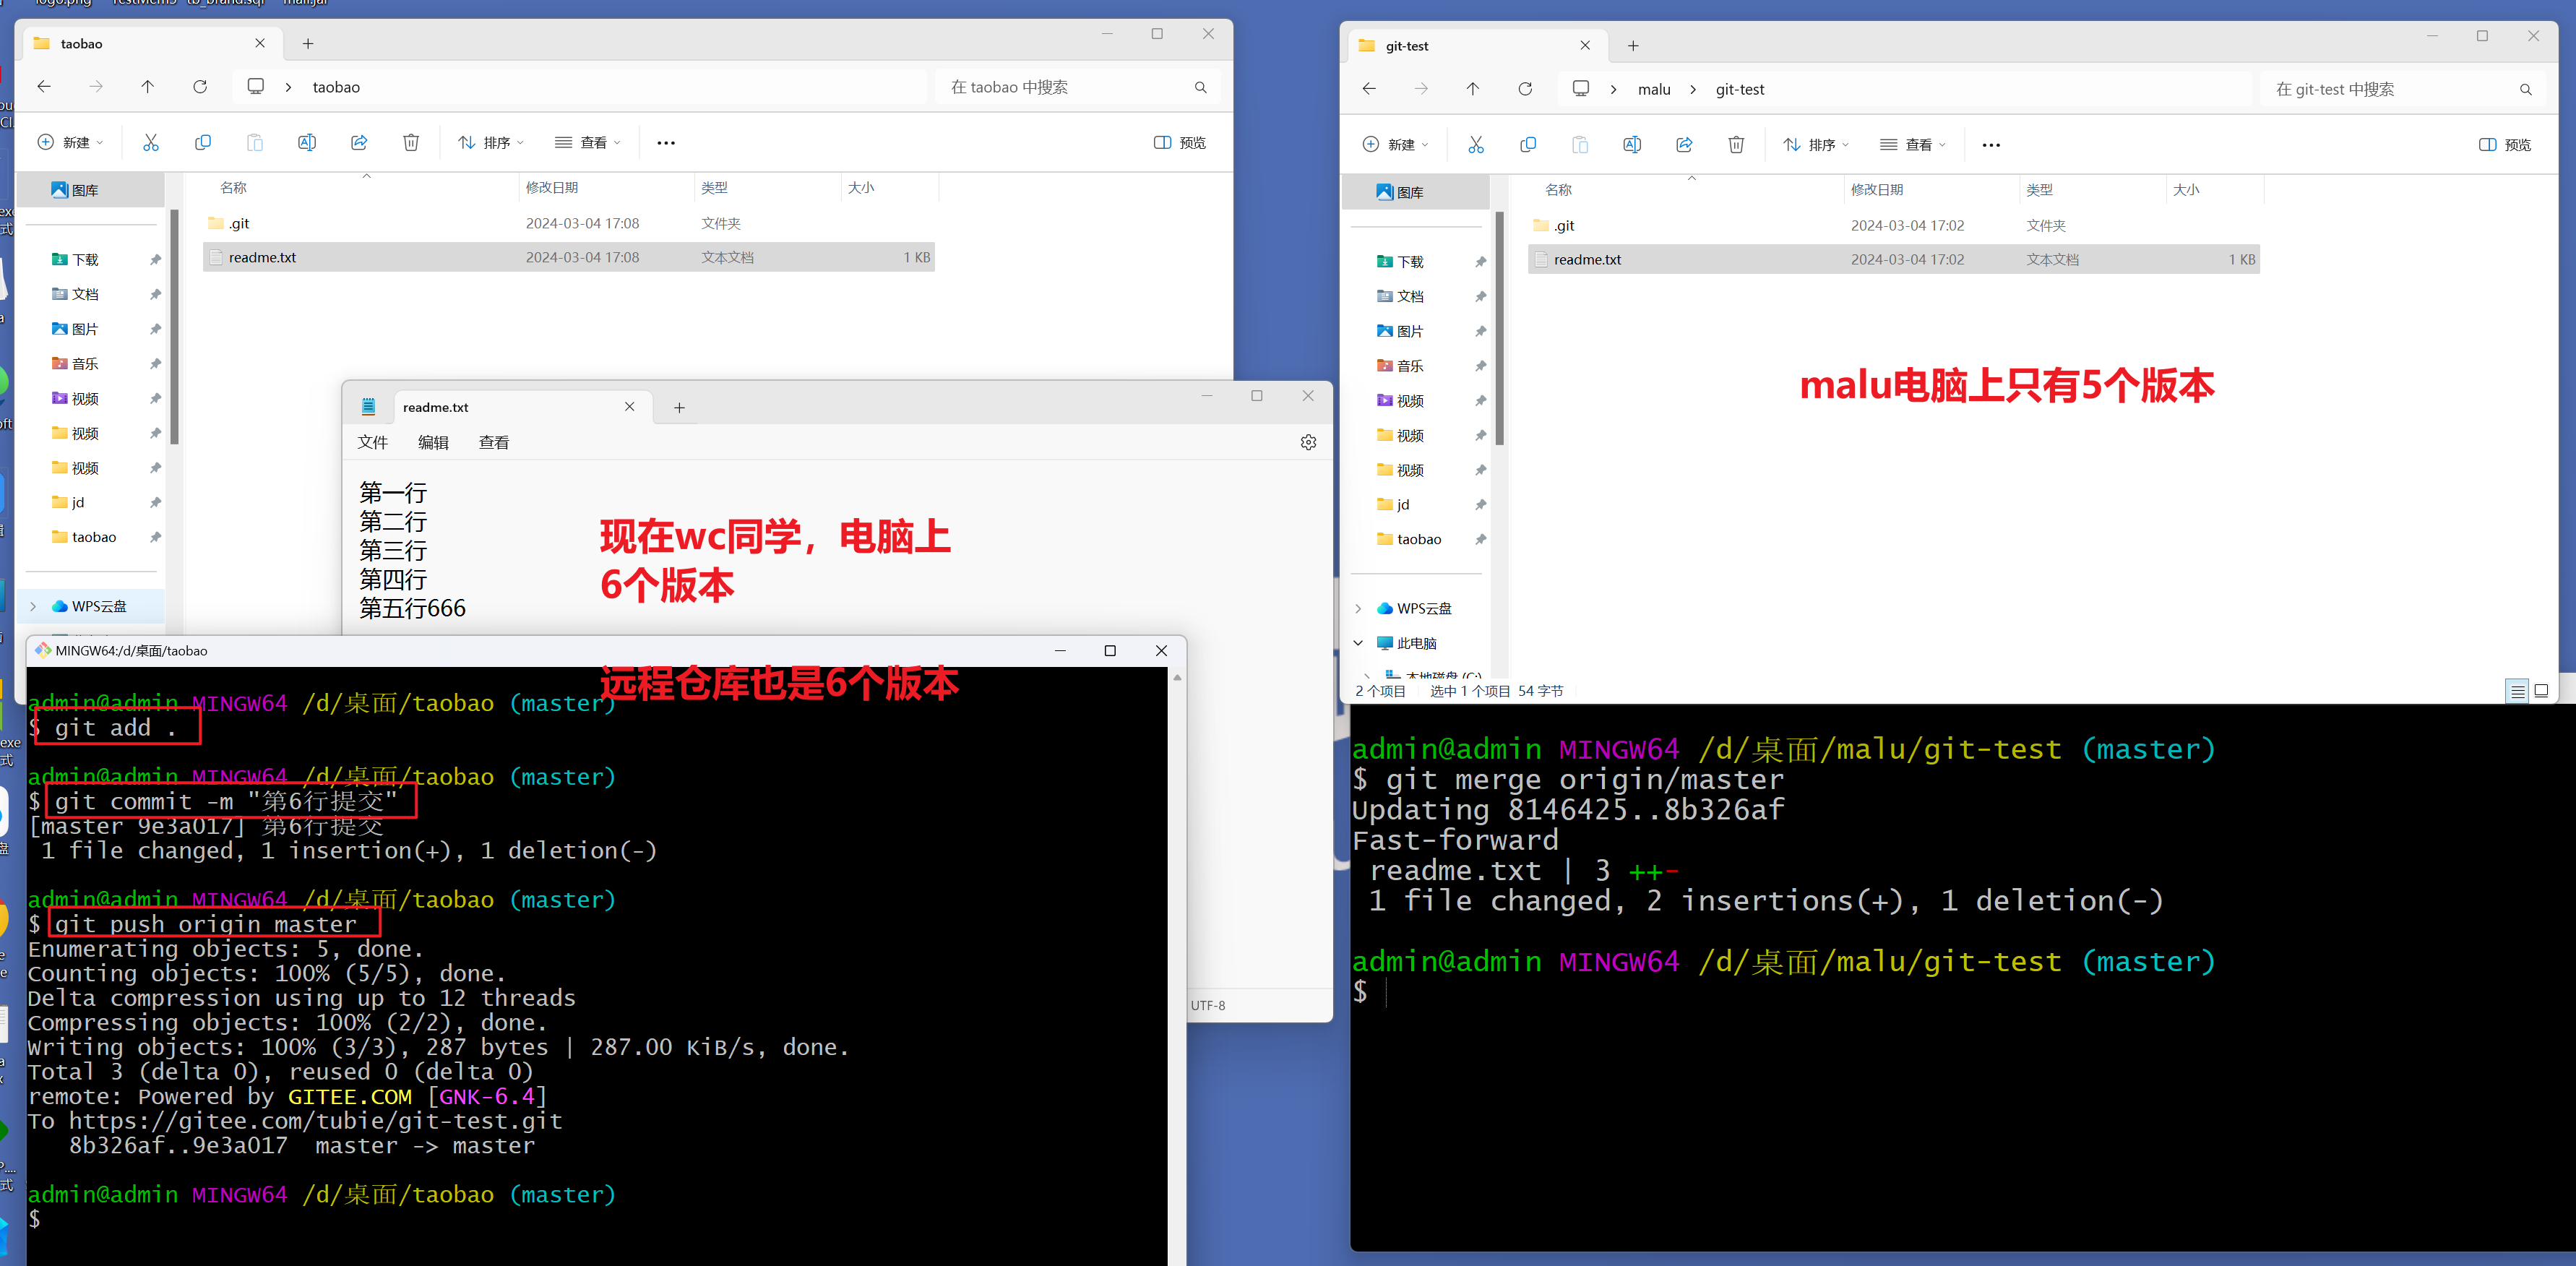 logo.png
taobao
taobao
在 taobao 中搜索
新建
排序
查看
预览
图库
名称
修改日期
类型
大小
.git
2024-03-04 17:08
文件夹
readme.txt
2024-03-04 17:08
文本文档
1 KB
下载
文档
图片
音乐
视频
视频
视频
jd
taobao
WPS云盘
readme.txt
文件
编辑
查看
第一行
第二行
第三行
第四行
第五行666
现在wc同学，电脑上
6个版本
远程仓库也是6个版本
UTF-8
MINGW64:/d/桌面/taobao
admin@admin MINGW64 /d/桌面/taobao (master)
$ git add .
admin@admin MINGW64 /d/桌面/taobao (master)
$ git commit -m "第6行提交"
[master 9e3a017] 第6行提交
1 file changed, 1 insertion(+), 1 deletion(-)
admin@admin MINGW64 /d/桌面/taobao (master)
$ git push origin master
Enumerating objects: 5, done.
Counting objects: 100% (5/5), done.
Delta compression using up to 12 threads
Compressing objects: 100% (2/2), done.
Writing objects: 100% (3/3), 287 bytes | 287.00 KiB/s, done.
Total 3 (delta 0), reused 0 (delta 0)
remote: Powered by GITEE.COM [GNK-6.4]
To https://gitee.com/tubie/git-test.git
8b326af..9e3a017  master -> master
admin@admin MINGW64 /d/桌面/taobao (master)
$
git-test
malu
git-test
在 git-test 中搜索
新建
排序
查看
预览
图库
名称
修改日期
类型
大小
.git
2024-03-04 17:02
文件夹
readme.txt
2024-03-04 17:02
文本文档
1 KB
下载
文档
图片
音乐
视频
视频
视频
jd
taobao
WPS云盘
此电脑
本地磁盘 (C:)
malu电脑上只有5个版本
2 个项目
选中 1 个项目 54 字节
admin@admin MINGW64 /d/桌面/malu/git-test (master)
$ git merge origin/master
Updating 8146425..8b326af
Fast-forward
readme.txt | 3 ++-
1 file changed, 2 insertions(+), 1 deletion(-)
admin@admin MINGW64 /d/桌面/malu/git-test (master)
$